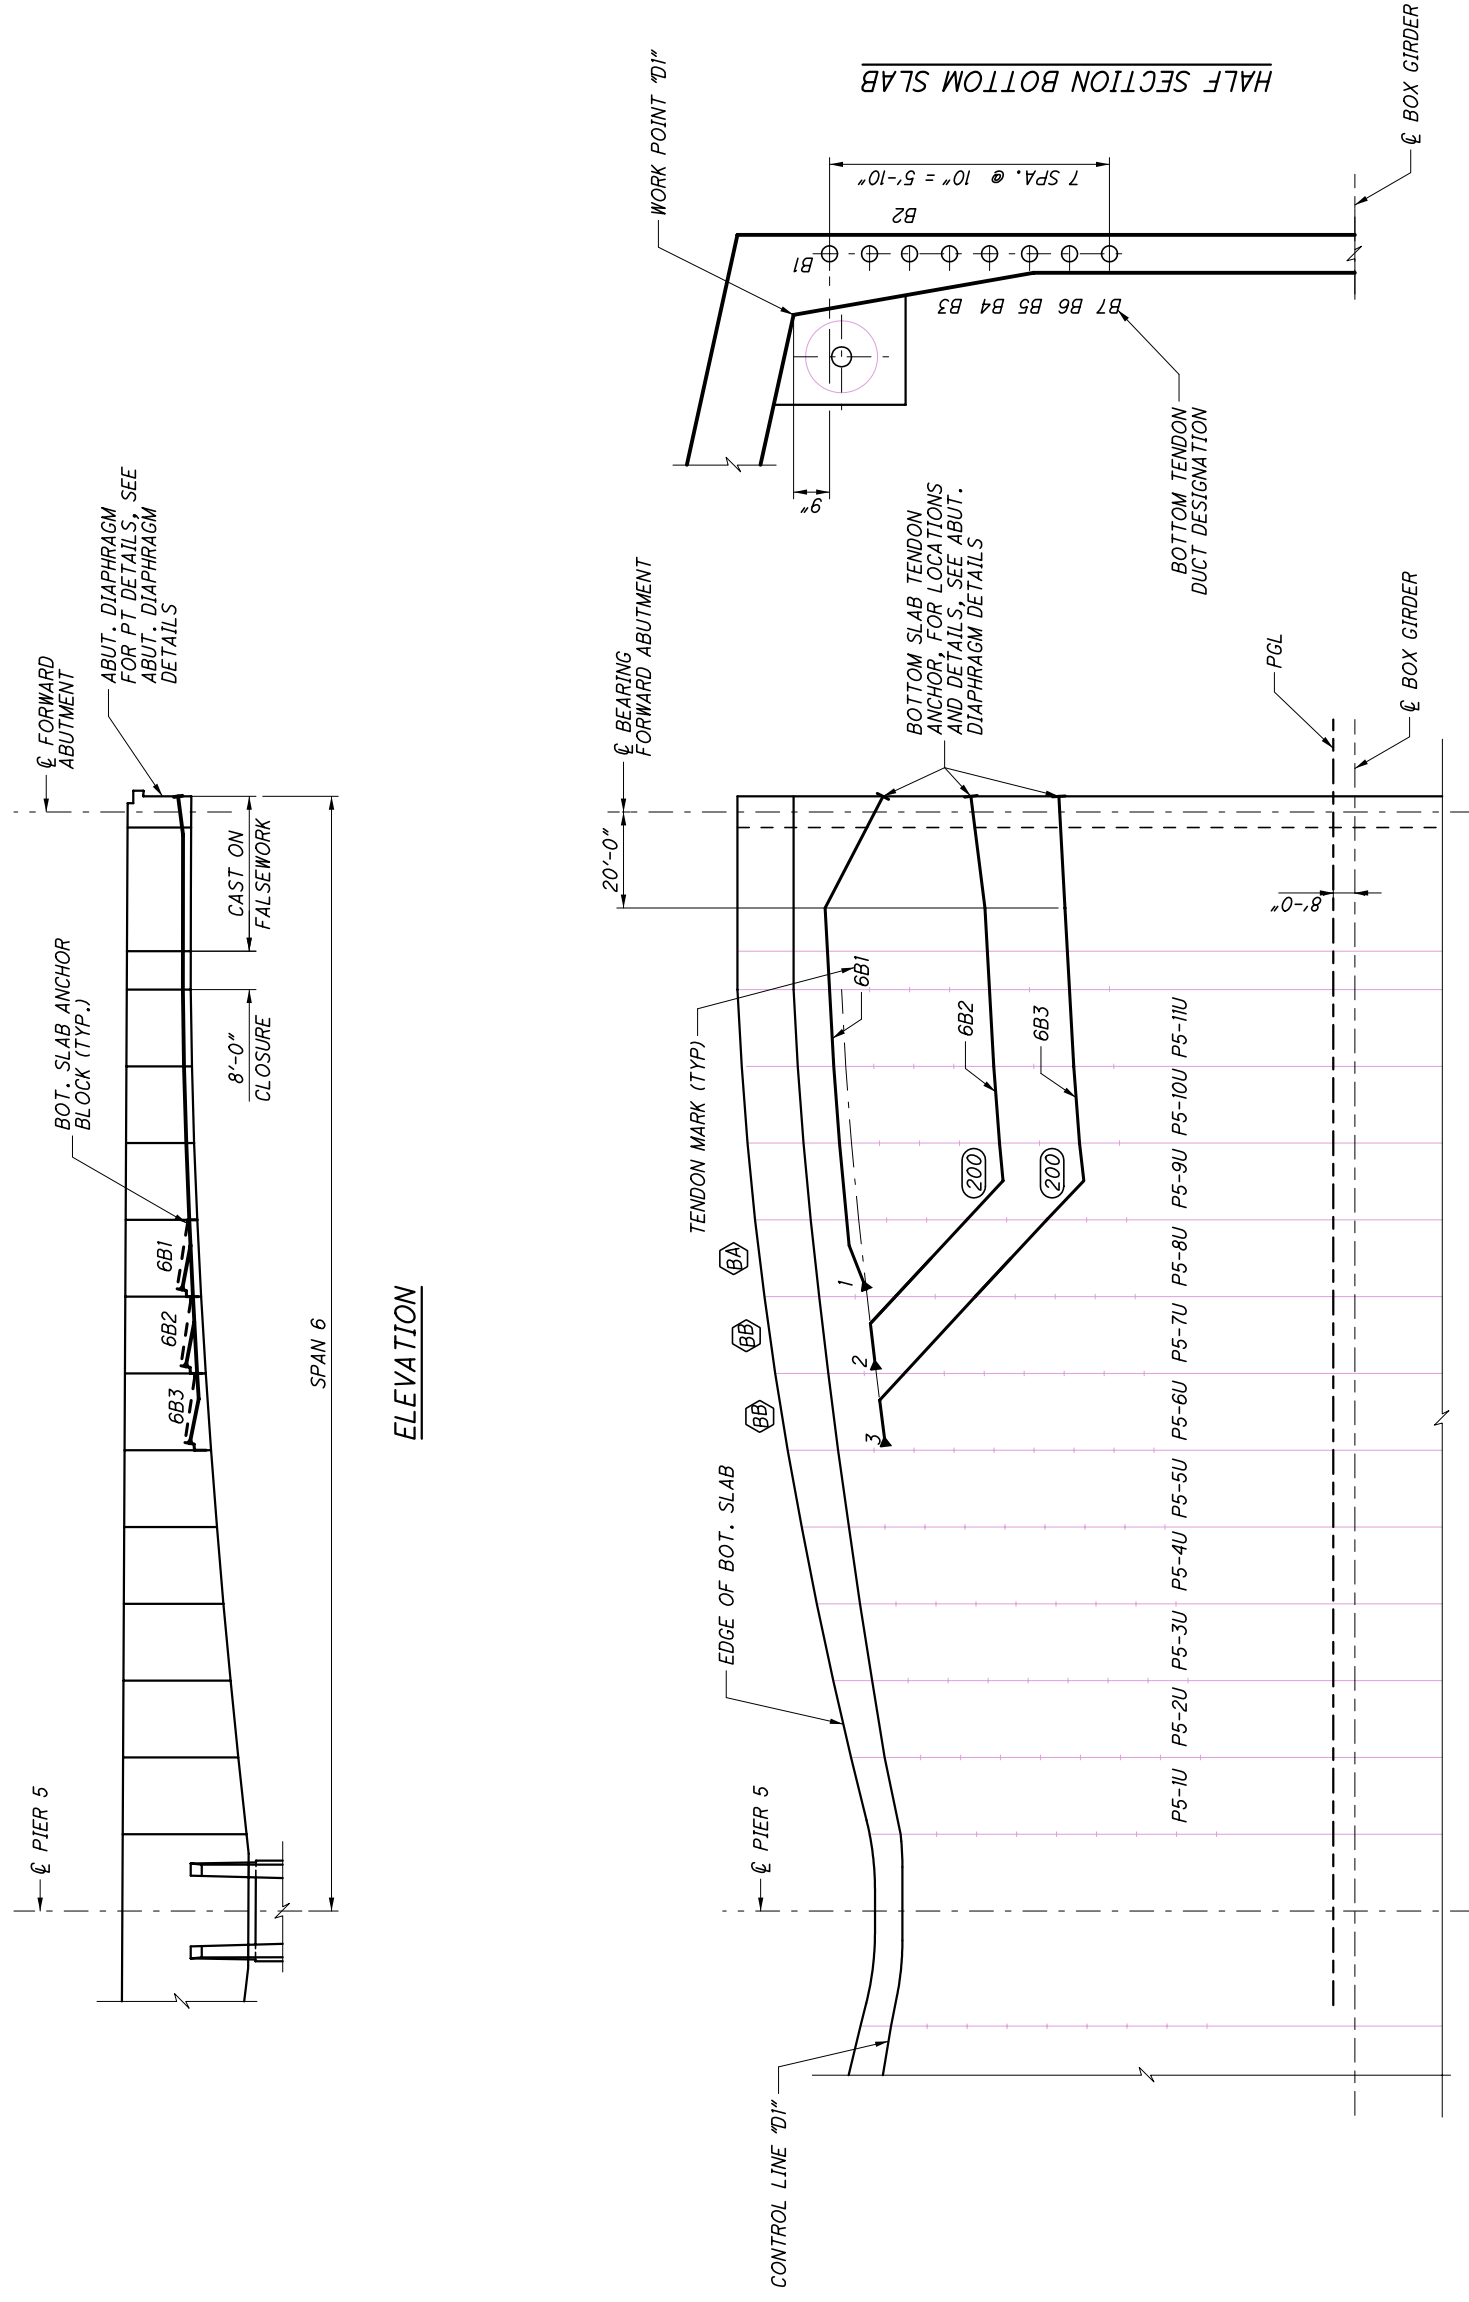 ℄ PIER 5
℄ FORWARD
ABUTMENT
BOT. SLAB ANCHOR
BLOCK (TYP.)
ABUT. DIAPHRAGM
FOR PT DETAILS, SEE
ABUT. DIAPHRAGM
DETAILS
6B3
6B2
6B1
8'-0"
CLOSURE
CAST ON
FALSEWORK
SPAN 6
ELEVATION
℄ BEARING
FORWARD ABUTMENT
20'-0"
TENDON MARK (TYP)
EDGE OF BOT. SLAB
℄ PIER 5
CONTROL LINE "D1"
BB
BB
BA
3
2
1
6B1
6B2
6B3
200
200
BOTTOM SLAB TENDON
ANCHOR, FOR LOCATIONS
AND DETAILS, SEE ABUT.
DIAPHRAGM DETAILS
P5-1U P5-2U P5-3U P5-4U P5-5U P5-6U P5-7U P5-8U P5-9U P5-10U P5-11U
PGL
8'-0"
℄ BOX GIRDER
WORK POINT "D1"
9"
B1
B2
B3 B4 B5 B6 B7
7 SPA. @ 10" = 5'-10"
BOTTOM TENDON
DUCT DESIGNATION
℄ BOX GIRDER
HALF SECTION BOTTOM SLAB